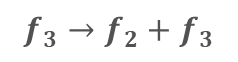 f₃ → f₂ + f₃